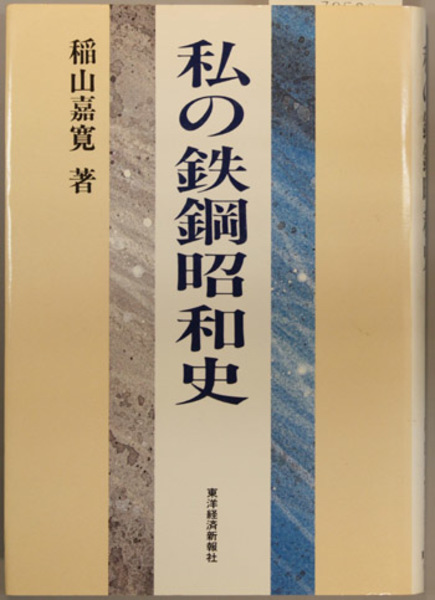 私の鉄鋼昭和史
稲山嘉寛 著
東洋経済新報社